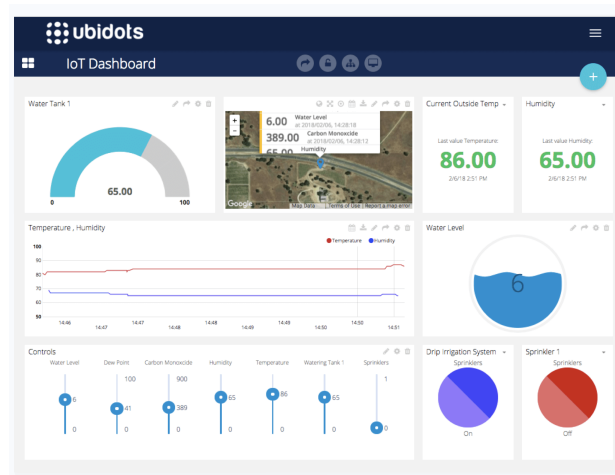 ubidots
IoT Dashboard
Water Tank 1
65.00
0
100
+
-
6.00 Water Level
at 2018/02/06, 14:28:18
389.00 Carbon Monoxcide
at 2018/02/06, 14:28:12
65.00 Humidity
Google
Map Data
Terms of Use
Report a map error
Current Outside Temp
Last value Temperature:
86.00
2/6/18 2:51 PM
Humidity
Last value Humidity:
65.00
2/6/18 2:51 PM
Temperature , Humidity
Temperature Humidity
100
90
80
70
60
50
14:46 14:47 14:47 14:48 14:48 14:49 14:49 14:50 14:50 14:51
Water Level
6
Controls
Water Level Dew Point Carbon Monoxcide Humidity Temperature Watering Tank 1 Sprinklers
100 900 1
6 41 389 65 86 65 0
0 0 0 0 0 0
Drip Irrigation System
Sprinklers
On
Sprinkler 1
Sprinklers
Off